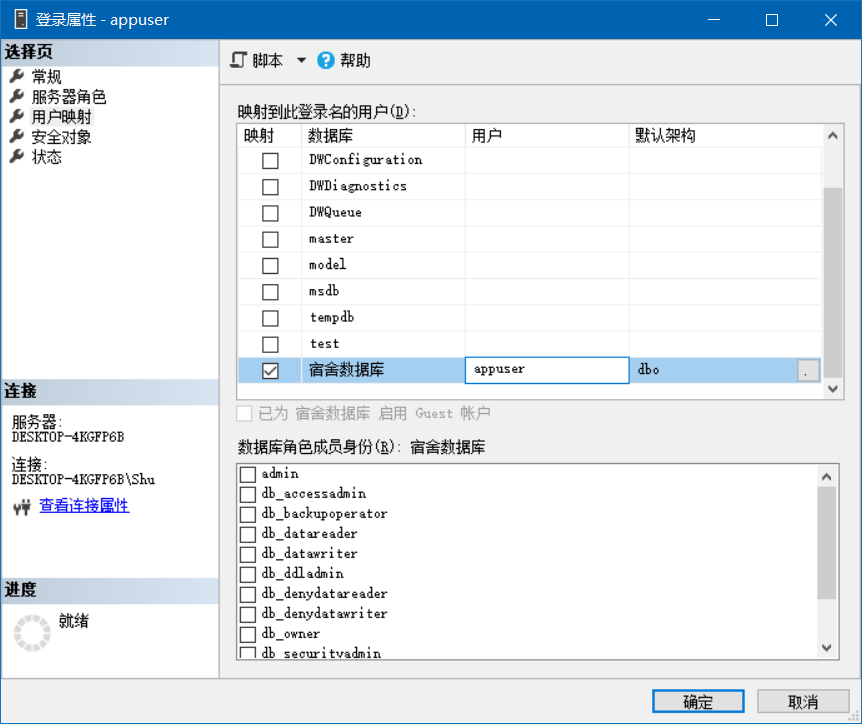 登录属性 - appuser
选择页
常规
服务器角色
用户映射
安全对象
状态
连接
服务器:
DESKTOP-4KGFP6B
连接:
DESKTOP-4KGFP6B\Shu
查看连接属性
进度
就绪
脚本 帮助
映射到此登录名的用户(D):
映射 数据库 用户 默认架构
DWConfiguration
DWDiagnostics
DWQueue
master
model
msdb
tempdb
test
宿舍数据库 appuser dbo .
已为 宿舍数据库 启用 Guest 帐户
数据库角色成员身份(R): 宿舍数据库
admin
db_accessadmin
db_backupoperator
db_datareader
db_datawriter
db_ddladmin
db_denydatareader
db_denydatawriter
db_owner
db_securityadmin
确定 取消